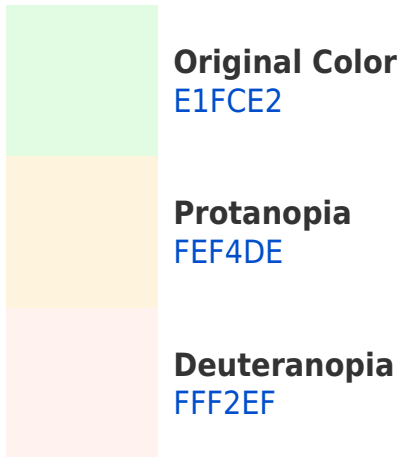 Original Color
E1FCE2
Protanopia
FEF4DE
Deuteranopia
FFF2EF